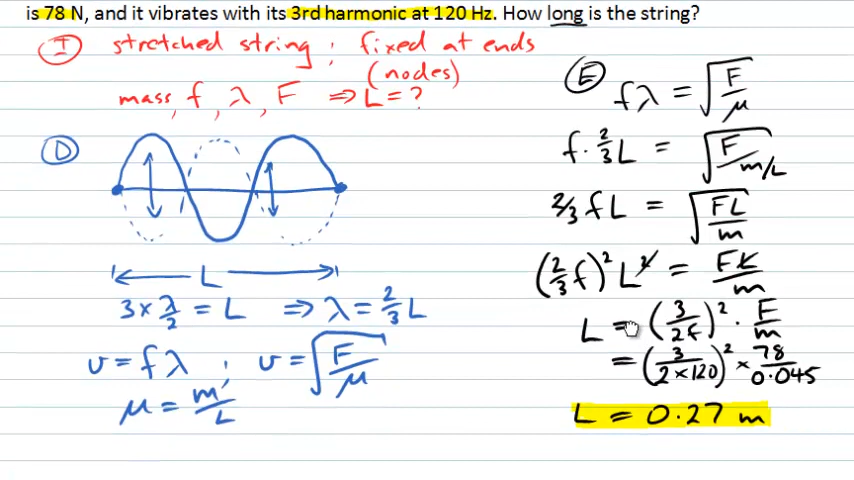 is 78 N, and it vibrates with its 3rd harmonic at 120 Hz. How long is the string?
I stretched string ; fixed at ends
(nodes)
mass, f, λ, F ⇒ L = ?
D
L
3 × λ/2 = L ⇒ λ = 2/3 L
v = fλ ; v = √(F/μ)
μ = m/L
E fλ = √(F/μ)
f · 2/3 L = √(F/m/L)
2/3 fL = √(FL/m)
(2/3 f)² L² = FL/m
L = (3/2f)² · F/m
= (3/2×120)² × 78/0.045
L = 0.27 m